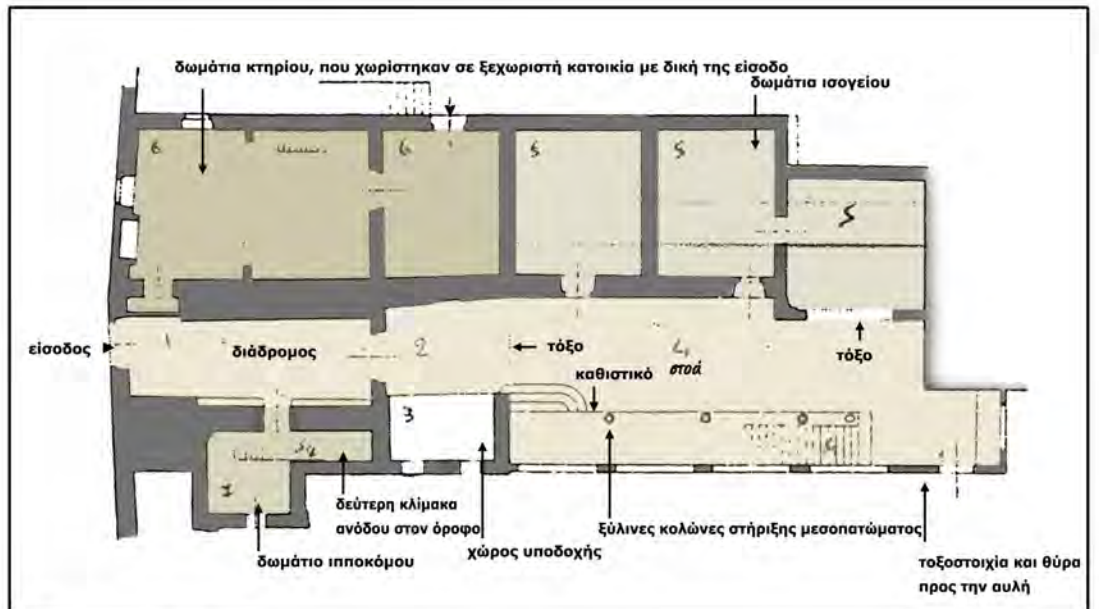 δωμάτια κτηρίου, που χωρίστηκαν σε ξεχωριστή κατοικία με δική της είσοδο
δωμάτια ισογείου
6
6
5
5
5
είσοδος
1
διάδρομος
2
τόξο
στοά
τόξο
καθιστικό
3
δεύτερη κλίμακα
ανόδου στον όροφο
ξύλινες κολώνες στήριξης μεσοπατώματος
χώρος υποδοχής
δωμάτιο ιπποκόμου
τοξοστοιχία και θύρα
προς την αυλή